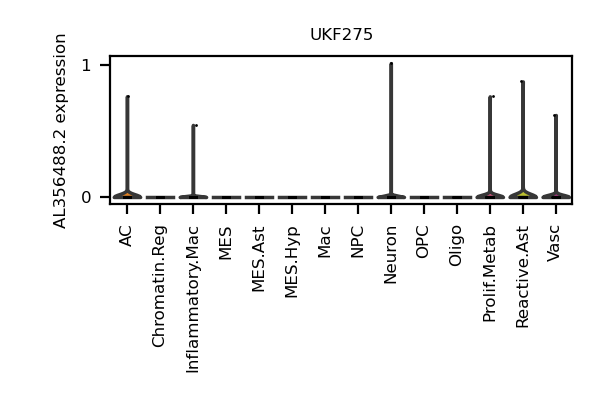 UKF275
AL356488.2 expression
1
0
AC
Chromatin.Reg
Inflammatory.Mac
MES
MES.Ast
MES.Hyp
Mac
NPC
Neuron
OPC
Oligo
Prolif.Metab
Reactive.Ast
Vasc